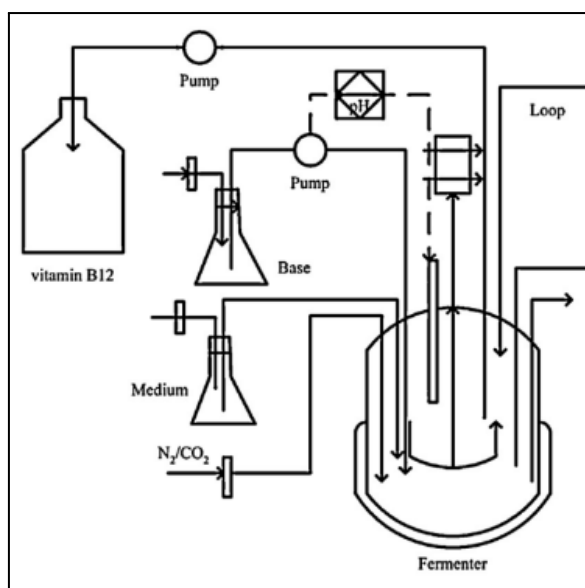 Pump
pH
Loop
Pump
vitamin B12
Base
Medium
N₂/CO₂
Fermenter